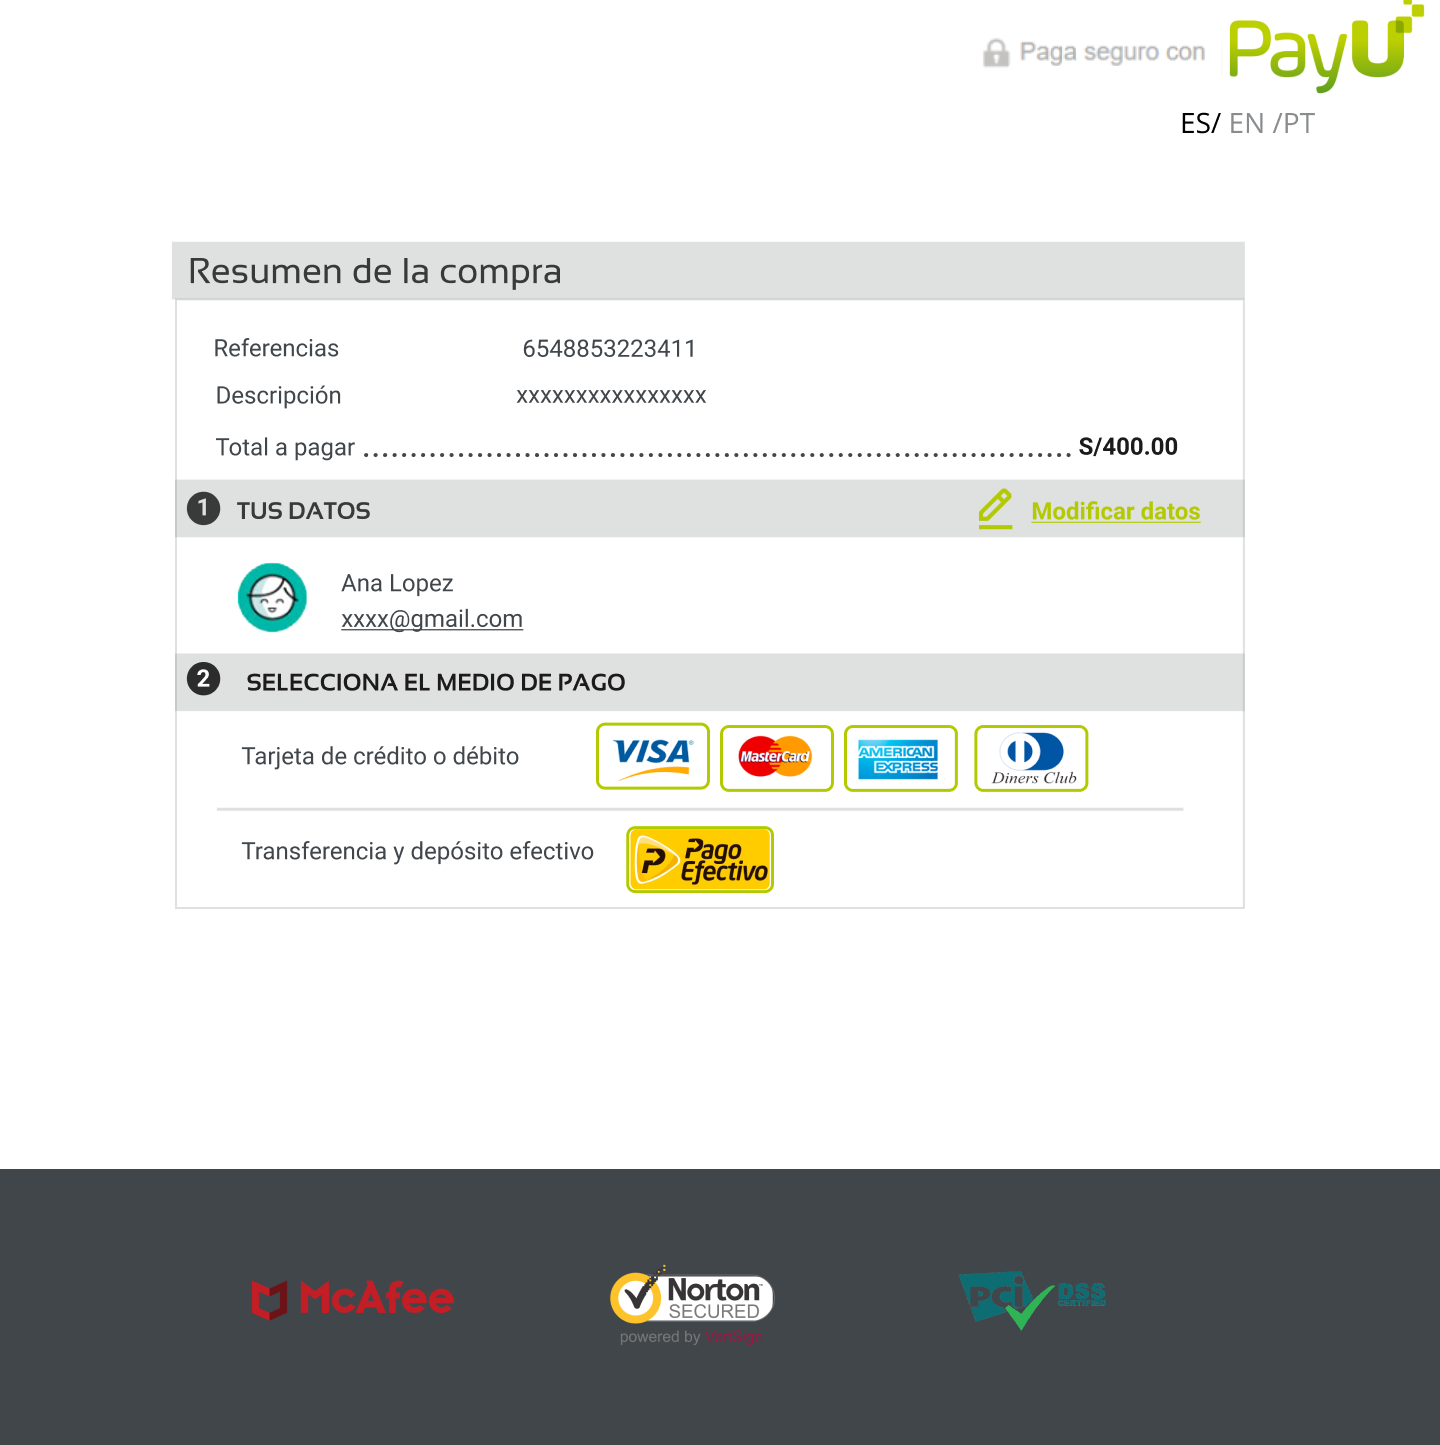 Paga seguro con PayU
ES/ EN /PT
Resumen de la compra
Referencias 6548853223411
Descripción xxxxxxxxxxxxxxxx
Total a pagar ........................................................................... S/400.00
1 TUS DATOS Modificar datos
Ana Lopez
xxxx@gmail.com
2 SELECCIONA EL MEDIO DE PAGO
Tarjeta de crédito o débito VISA MasterCard AMERICAN EXPRESS Diners Club
Transferencia y depósito efectivo Pago Efectivo
McAfee Norton SECURED powered by VeriSign PCI DSS CERTIFIED